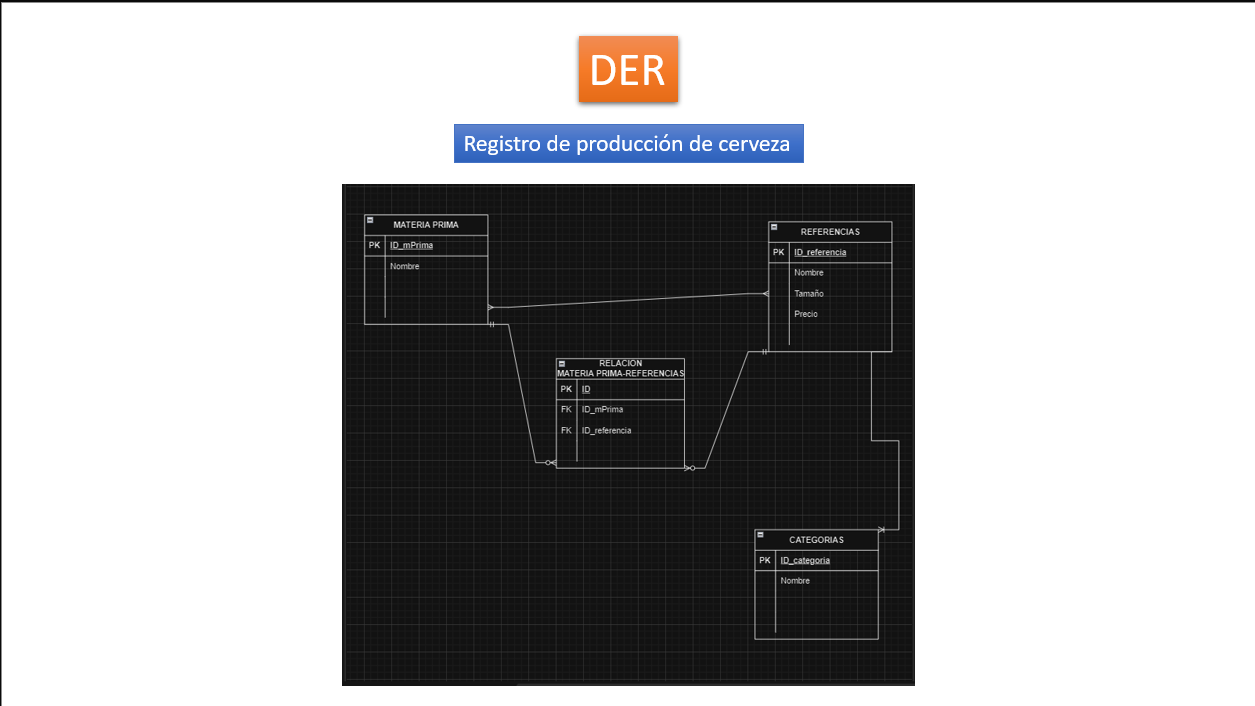 DER
Registro de producción de cerveza
MATERIA PRIMA
PK ID_mPrima
Nombre
REFERENCIAS
PK ID_referencia
Nombre
Tamaño
Precio
RELACION
MATERIA PRIMA-REFERENCIAS
PK ID
FK ID_mPrima
FK ID_referencia
CATEGORIAS
PK ID_categoria
Nombre